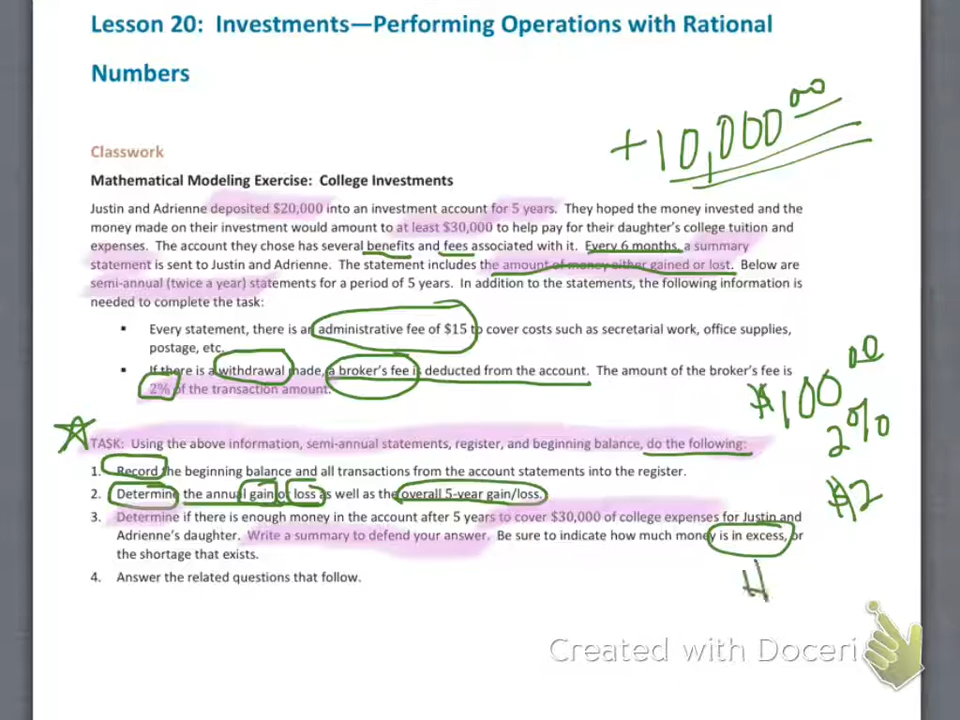 Lesson 20: Investments—Performing Operations with Rational
Numbers
+10,000.00
Classwork
Mathematical Modeling Exercise: College Investments
Justin and Adrienne deposited $20,000 into an investment account for 5 years. They hoped the money invested and the
money made on their investment would amount to at least $30,000 to help pay for their daughter's college tuition and
expenses. The account they chose has several benefits and fees associated with it. Every 6 months, a summary
statement is sent to Justin and Adrienne. The statement includes the amount of money either gained or lost. Below are
semi-annual (twice a year) statements for a period of 5 years. In addition to the statements, the following information is
needed to complete the task:
▪ Every statement, there is an administrative fee of $15 to cover costs such as secretarial work, office supplies,
postage, etc.
▪ If there is a withdrawal made, a broker's fee is deducted from the account. The amount of the broker's fee is
2% of the transaction amount.
$100 00
2%
$2
TASK: Using the above information, semi-annual statements, register, and beginning balance, do the following:
1. Record the beginning balance and all transactions from the account statements into the register.
2. Determine the annual gain or loss as well as the overall 5-year gain/loss.
3. Determine if there is enough money in the account after 5 years to cover $30,000 of college expenses for Justin and
Adrienne's daughter. Write a summary to defend your answer. Be sure to indicate how much money is in excess, or
the shortage that exists.
4. Answer the related questions that follow.
Created with Doceri